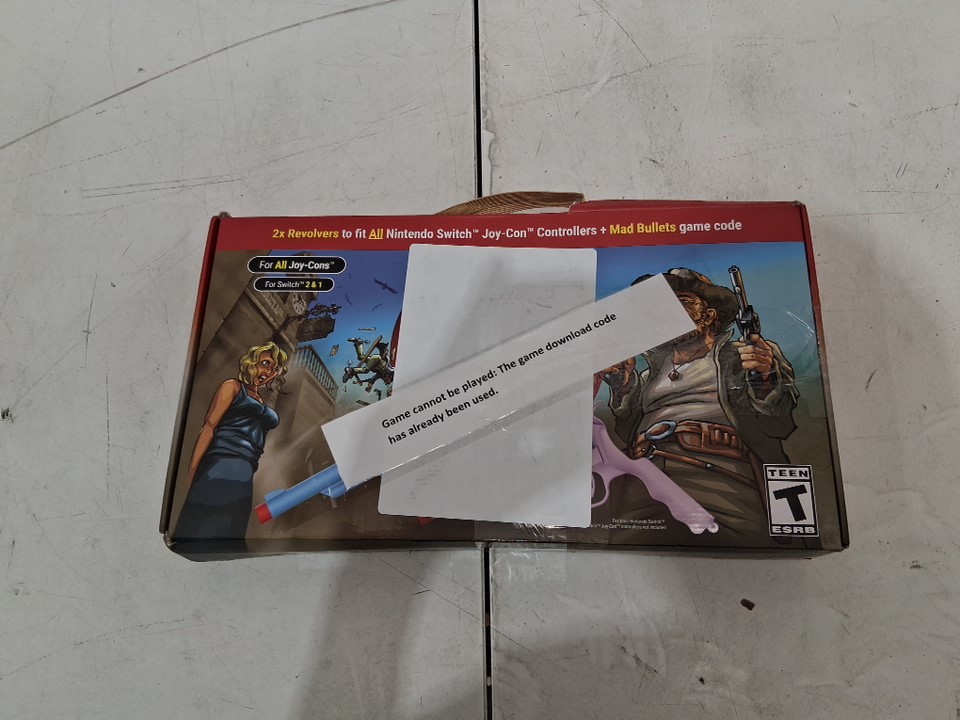 2x Revolvers to fit All Nintendo Switch™ Joy-Con™ Controllers + Mad Bullets game code
For All Joy-Cons™
For Switch™ 2 & 1
Game cannot be played: The game download code
has already been used.
TEEN
T
ESRB